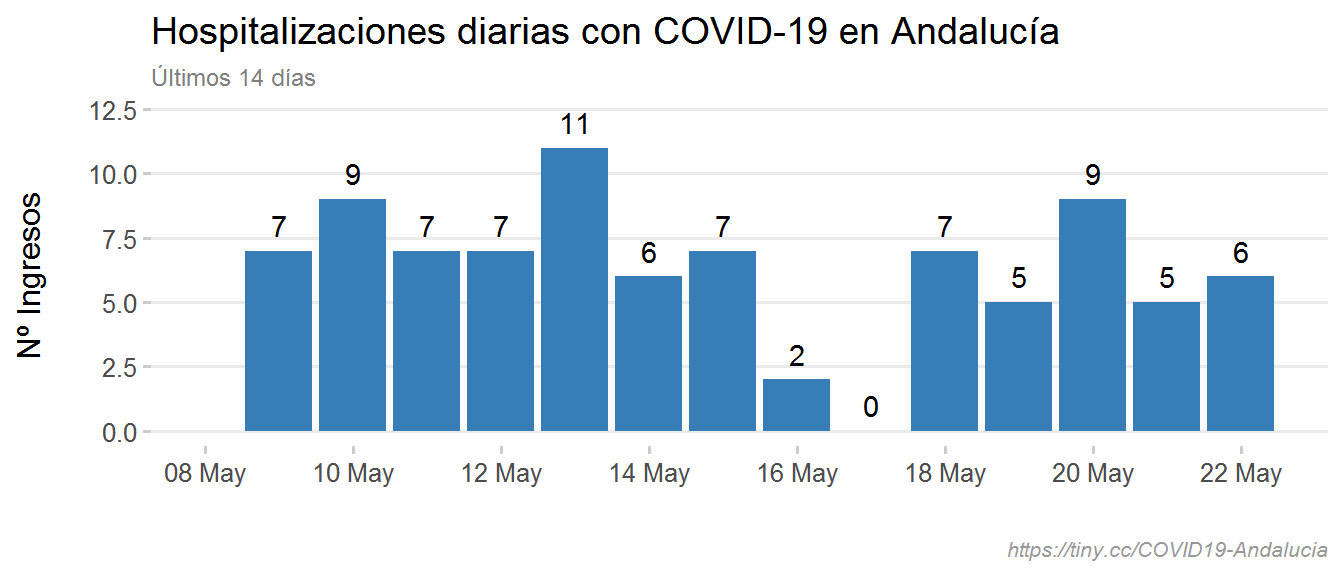 Hospitalizaciones diarias con COVID-19 en Andalucía
Últimos 14 días
Nº Ingresos
12.5
10.0
7.5
5.0
2.5
0.0
7 9 7 7 11 6 7 2 0 7 5 9 5 6
08 May 10 May 12 May 14 May 16 May 18 May 20 May 22 May
https://tiny.cc/COVID19-Andalucia